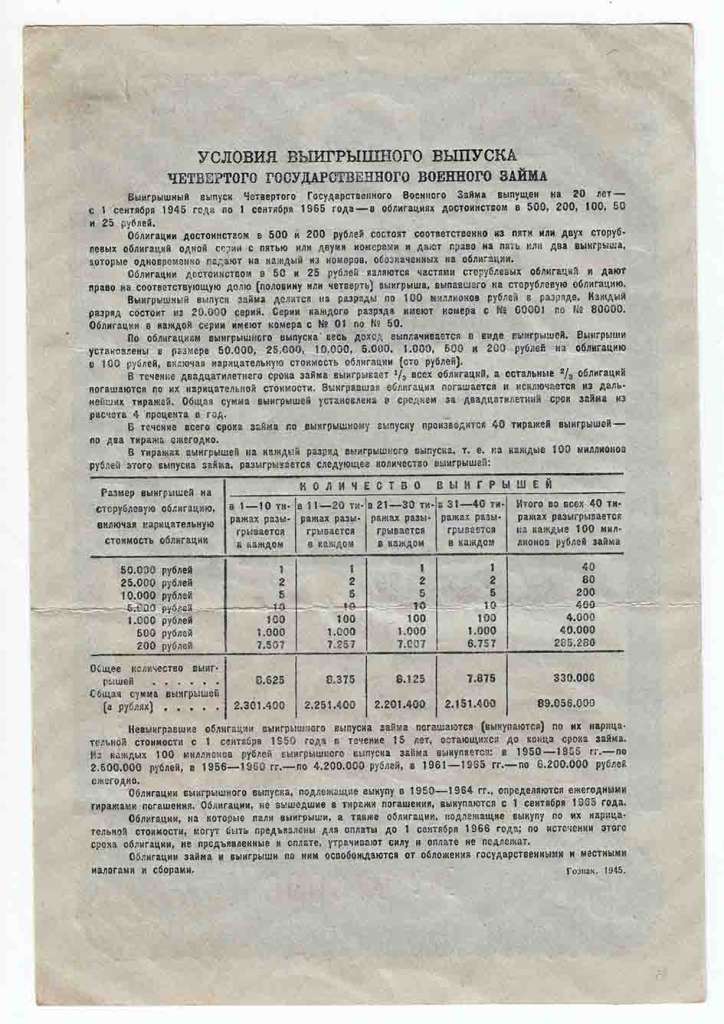 УСЛОВИЯ ВЫИГРЫШНОГО ВЫПУСКА
ЧЕТВЕРТОГО ГОСУДАРСТВЕННОГО ВОЕННОГО ЗАЙМА
Выигрышный выпуск Четвертого Государственного Военного Займа выпущен на 20 лет—
с 1 сентября 1945 года по 1 сентября 1965 года—в облигациях достоинством в 500, 200, 100, 50
и 25 рублей.
Облигации достоинством в 500 и 200 рублей состоят соответственно из пяти или двух сторуб-
левых облигаций одной серии с пятью или двумя номерами и дают право на пять или два выигрыша,
которые одновременно падают на каждый из номеров, обозначенных на облигации.
Облигации достоинством в 50 и 25 рублей являются частями сторублевых облигаций и дают
право на соответствующую долю (половину или четверть) выигрыша, выпавшего на сторублевую облигацию.
Выигрышный выпуск займа делится на разряды по 100 миллионов рублей в разряде. Каждый
разряд состоит из 20.000 серий. Серии каждого разряда имеют номера с № 60001 по № 80000.
Облигации в каждой серии имеют номера с № 01 по № 50.
По облигациям выигрышного выпуска весь доход выплачивается в виде выигрышей. Выигрыши
установлены в размере 50.000, 25.000, 10.000, 5.000, 1.000, 500 и 200 рублей на облигацию
в 100 рублей, включая нарицательную стоимость облигации (сто рублей).
В течение двадцатилетнего срока займа выигрывает 1/3 всех облигаций, а остальные 2/3 облигаций
погашаются по их нарицательной стоимости. Выигравшая облигация погашается и исключается из даль-
нейших тиражей. Общая сумма выигрышей установлена в среднем за двадцатилетний срок займа из
расчета 4 процента в год.
В течение всего срока займа по выигрышному выпуску производится 40 тиражей выигрышей—
по два тиража ежегодно.
В тиражах выигрышей на каждый разряд выигрышного выпуска, т. е. на каждые 100 миллионов
рублей этого выпуска займа, разыгрывается следующее количество выигрышей:
Размер выигрышей на
сторублевую облигацию,
включая нарицательную
стоимость облигации
КОЛИЧЕСТВО ВЫИГРЫШЕЙ
в 1—10 ти-
ражах разы-
грывается
в каждом
в 11—20 ти-
ражах разы-
грывается
в каждом
в 21—30 ти-
ражах разы-
грывается
в каждом
в 31—40 ти-
ражах разы-
грывается
в каждом
Итого во всех 40 ти-
ражах разыгрывается
на каждые 100 мил-
лионов рублей займа
50.000 рублей 1 1 1 1 40
25.000 рублей 2 2 2 2 80
10.000 рублей 5 5 5 5 200
5.000 рублей 10 10 10 10 400
1.000 рублей 100 100 100 100 4.000
500 рублей 1.000 1.000 1.000 1.000 40.000
200 рублей 7.507 7.257 7.007 6.757 285.280
Общее количество выиг-
рышей . . . . . . 8.625 8.375 8.125 7.875 330.000
Общая сумма выигрышей
(в рублях) . . . . . 2.301.400 2.251.400 2.201.400 2.151.400 89.056.000
Невыигравшие облигации выигрышного выпуска займа погашаются (выкупаются) по их нарица-
тельной стоимости с 1 сентября 1950 года в течение 15 лет, остающихся до конца срока займа.
Из каждых 100 миллионов рублей выигрышного выпуска займа выкупается: в 1950—1955 гг.—по
2.600.000 рублей, в 1956—1960 гг.—по 4.200.000 рублей, в 1961—1965 гг.—по 6.200.000 рублей
ежегодно.
Облигации выигрышного выпуска, подлежащие выкупу в 1950—1964 гг., определяются ежегодными
тиражами погашения. Облигации, не вышедшие в тиражи погашения, выкупаются с 1 сентября 1965 года.
Облигации, на которые пали выигрыши, а также облигации, подлежащие выкупу по их нарица-
тельной стоимости, могут быть предъявлены для оплаты до 1 сентября 1966 года; по истечении этого
срока облигации, не предъявленные к оплате, утрачивают силу и оплате не подлежат.
Облигации займа и выигрыши по ним освобождаются от обложения государственными и местными
налогами и сборами.
Гознак. 1945.